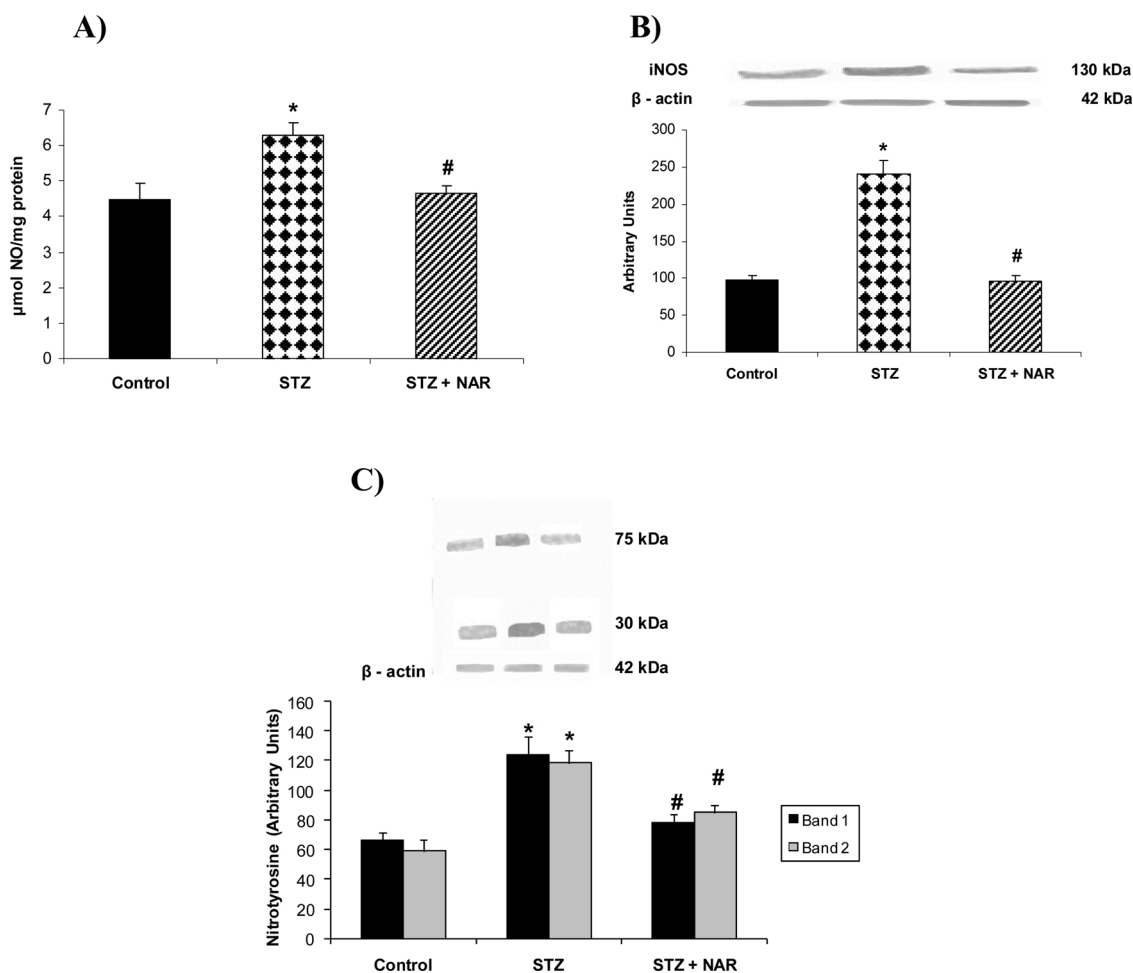 A)
7
6
5
4
3
2
1
0
µmol NO/mg protein
*
#
Control STZ STZ + NAR
B)
iNOS 130 kDa
β - actin 42 kDa
300
250
200
150
100
50
0
Arbitrary Units
*
#
Control STZ STZ + NAR
C)
75 kDa
30 kDa
β - actin 42 kDa
160
140
120
100
80
60
40
20
0
Nitrotyrosine (Arbitrary Units)
* *
# #
Control STZ STZ + NAR
Band 1
Band 2